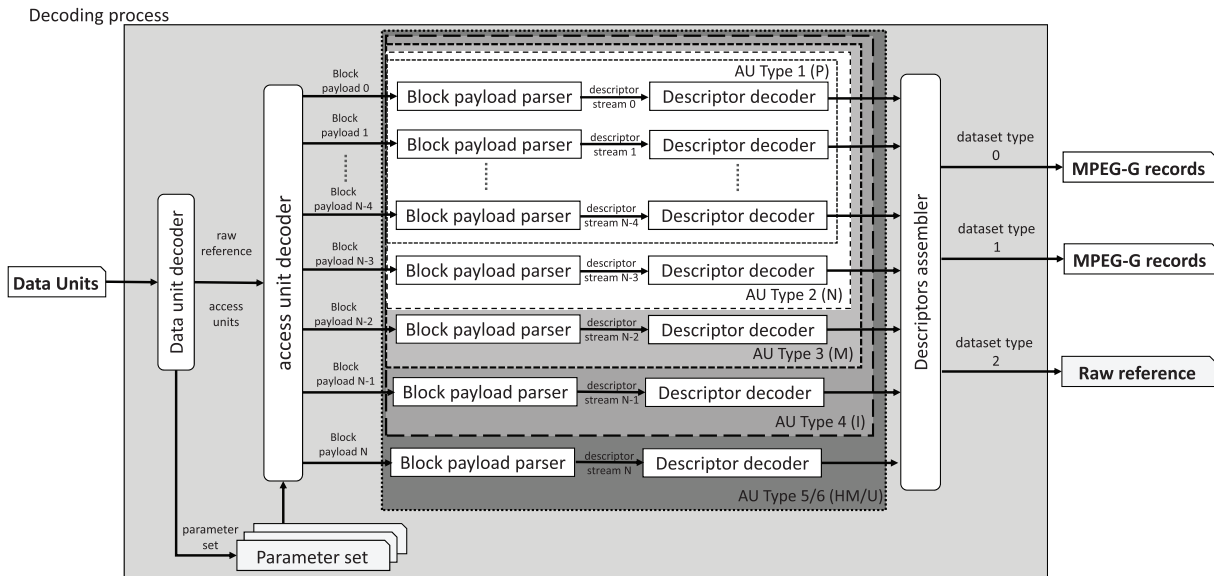 Decoding process
Data Units
Data unit decoder
raw
reference
access
units
parameter
set
Parameter set
access unit decoder
Block
payload 0
Block payload parser
descriptor
stream 0
Descriptor decoder
AU Type 1 (P)
Block
payload 1
Block payload parser
descriptor
stream 1
Descriptor decoder
Block
payload N-4
Block payload parser
descriptor
stream N-4
Descriptor decoder
Block
payload N-3
Block payload parser
descriptor
stream N-3
Descriptor decoder
AU Type 2 (N)
Block
payload N-2
Block payload parser
descriptor
stream N-2
Descriptor decoder
AU Type 3 (M)
Block
payload N-1
Block payload parser
descriptor
stream N-1
Descriptor decoder
AU Type 4 (I)
Block
payload N
Block payload parser
descriptor
stream N
Descriptor decoder
AU Type 5/6 (HM/U)
Descriptors assembler
dataset type
0
MPEG-G records
dataset type
1
MPEG-G records
dataset type
2
Raw reference